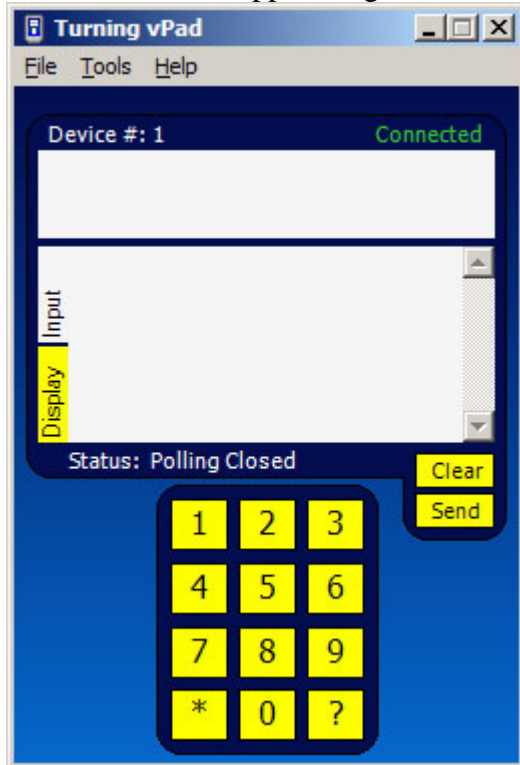 Turning vPad
File Tools Help
Device #: 1 Connected
Input
Display
Status: Polling Closed
Clear
Send
1 2 3
4 5 6
7 8 9
* 0 ?